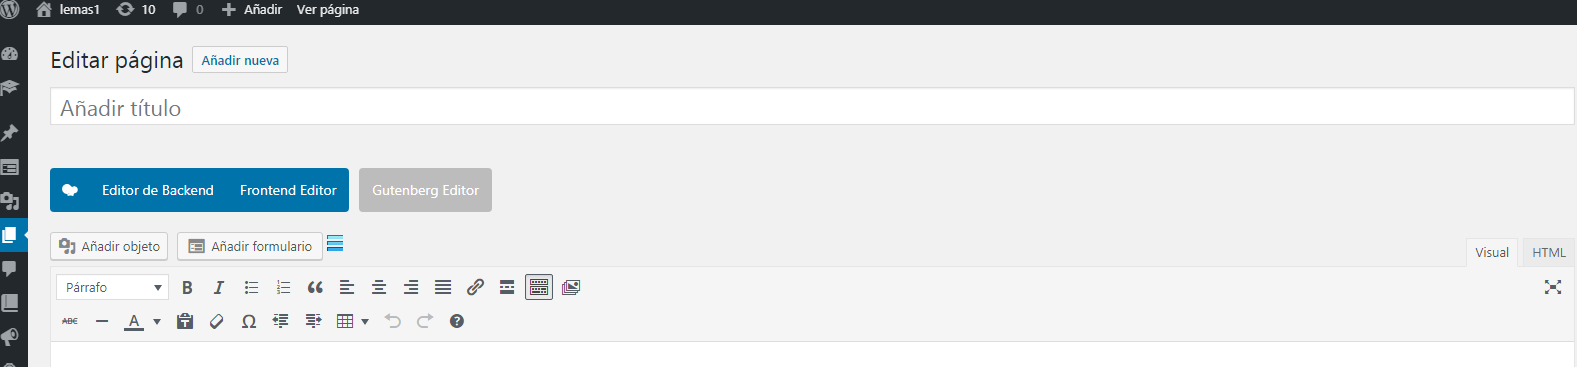 lemas1 10 0 Añadir Ver página
Editar página Añadir nueva
Añadir título
Editor de Backend Frontend Editor Gutenberg Editor
Añadir objeto Añadir formulario Visual HTML
Párrafo B I
ABC A T Ω ?